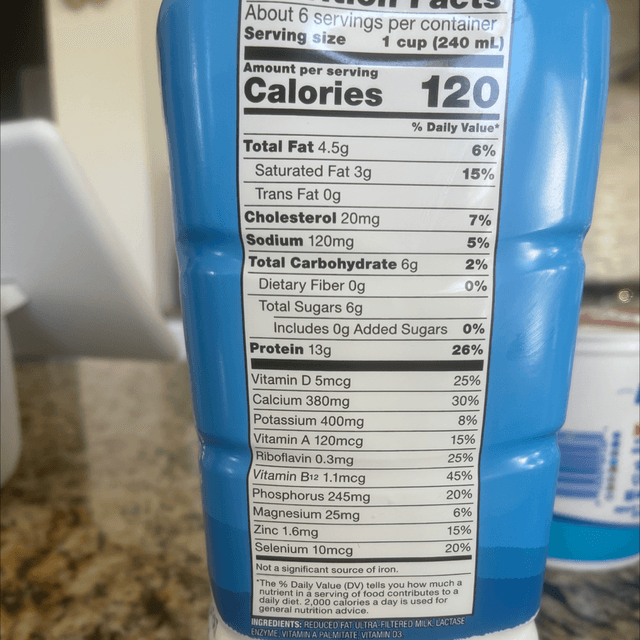 Nutrition Facts
About 6 servings per container
Serving size 1 cup (240 mL)
Amount per serving
Calories 120
% Daily Value*
Total Fat 4.5g 6%
Saturated Fat 3g 15%
Trans Fat 0g
Cholesterol 20mg 7%
Sodium 120mg 5%
Total Carbohydrate 6g 2%
Dietary Fiber 0g 0%
Total Sugars 6g
Includes 0g Added Sugars 0%
Protein 13g 26%
Vitamin D 5mcg 25%
Calcium 380mg 30%
Potassium 400mg 8%
Vitamin A 120mcg 15%
Riboflavin 0.3mg 25%
Vitamin B12 1.1mcg 45%
Phosphorus 245mg 20%
Magnesium 25mg 6%
Zinc 1.6mg 15%
Selenium 10mcg 20%
Not a significant source of iron.
*The % Daily Value (DV) tells you how much a
nutrient in a serving of food contributes to a
daily diet. 2,000 calories a day is used for
general nutrition advice.
INGREDIENTS: REDUCED FAT ULTRA-FILTERED MILK, LACTASE
ENZYME, VITAMIN A PALMITATE, VITAMIN D3